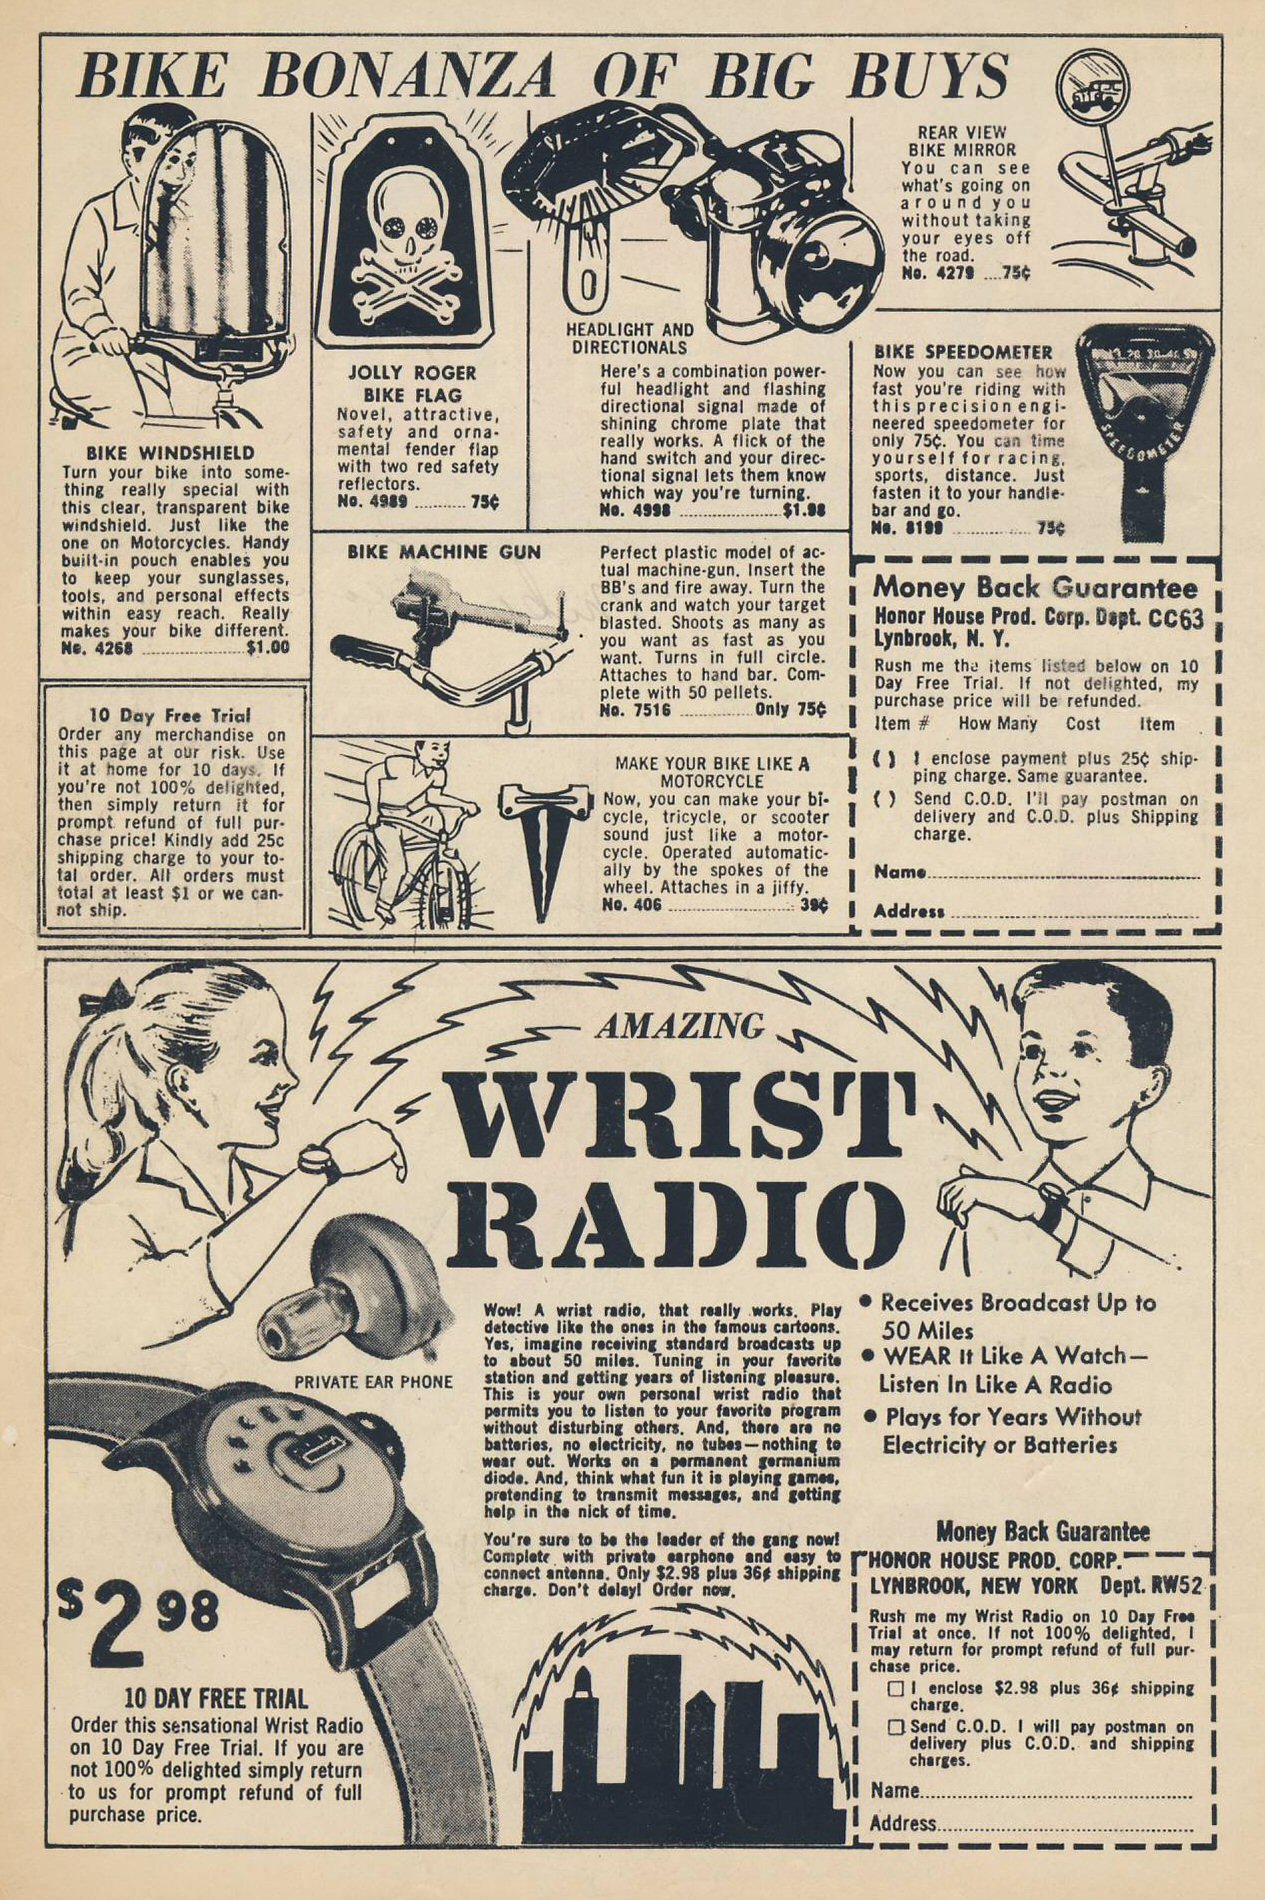 BIKE BONANZA OF BIG BUYS
BIKE WINDSHIELD
Turn your bike into some-
thing really special with
this clear, transparent bike
windshield. Just like the
one on Motorcycles. Handy
built-in pouch enables you
to keep your sunglasses,
tools, and personal effects
within easy reach. Really
makes your bike different.
No. 4268 ..................$1.00
10 Day Free Trial
Order any merchandise on
this page at our risk. Use
it at home for 10 days. If
you're not 100% delighted,
then simply return it for
prompt refund of full pur-
chase price! Kindly add 25c
shipping charge to your to-
tal order. All orders must
total at least $1 or we can-
not ship.
JOLLY ROGER
BIKE FLAG
Novel, attractive,
safety and orna-
mental fender flap
with two red safety
reflectors.
No. 4989 .......... 75¢
HEADLIGHT AND
DIRECTIONALS
Here's a combination power-
ful headlight and flashing
directional signal made of
shining chrome plate that
really works. A flick of the
hand switch and your direc-
tional signal lets them know
which way you're turning.
No. 4998 ....................$1.98
REAR VIEW
BIKE MIRROR
You can see
what's going on
around you
without taking
your eyes off
the road.
No. 4279 ....75¢
BIKE SPEEDOMETER
Now you can see how
fast you're riding with
this precision engi-
neered speedometer for
only 75¢. You can time
yourself for racing,
sports, distance. Just
fasten it to your handle-
bar and go.
No. 8199 .............. 75¢
SPEEDOMETER
BIKE MACHINE GUN
Perfect plastic model of ac-
tual machine-gun. Insert the
BB's and fire away. Turn the
crank and watch your target
blasted. Shoots as many as
you want as fast as you
want. Turns in full circle.
Attaches to hand bar. Com-
plete with 50 pellets.
No. 7516 .............Only 75¢
MAKE YOUR BIKE LIKE A
MOTORCYCLE
Now, you can make your bi-
cycle, tricycle, or scooter
sound just like a motor-
cycle. Operated automatic-
ally by the spokes of the
wheel. Attaches in a jiffy.
No. 406 ....................... 39¢
Money Back Guarantee
Honor House Prod. Corp. Dept. CC63
Lynbrook, N. Y.
Rush me the items listed below on 10
Day Free Trial. If not delighted, my
purchase price will be refunded.
Item # How Many Cost Item
( ) I enclose payment plus 25¢ ship-
ping charge. Same guarantee.
( ) Send C.O.D. I'll pay postman on
delivery and C.O.D. plus Shipping
charge.
Name.................................................
Address .............................................
AMAZING
WRIST
RADIO
PRIVATE EAR PHONE
Wow! A wrist radio, that really works. Play
detective like the ones in the famous cartoons.
Yes, imagine receiving standard broadcasts up
to about 50 miles. Tuning in your favorite
station and getting years of listening pleasure.
This is your own personal wrist radio that
permits you to listen to your favorite program
without disturbing others. And, there are no
batteries, no electricity, no tubes—nothing to
wear out. Works on a permanent germanium
diode. And, think what fun it is playing games,
pretending to transmit messages, and getting
help in the nick of time.
You're sure to be the leader of the gang now!
Complete with private earphone and easy to
connect antenna. Only $2.98 plus 36¢ shipping
charge. Don't delay! Order now.
• Receives Broadcast Up to
50 Miles
• WEAR It Like A Watch—
Listen In Like A Radio
• Plays for Years Without
Electricity or Batteries
$2 98
10 DAY FREE TRIAL
Order this sensational Wrist Radio
on 10 Day Free Trial. If you are
not 100% delighted simply return
to us for prompt refund of full
purchase price.
Money Back Guarantee
HONOR HOUSE PROD. CORP.
LYNBROOK, NEW YORK Dept. RW52
Rush me my Wrist Radio on 10 Day Free
Trial at once. If not 100% delighted, I
may return for prompt refund of full pur-
chase price.
☐ I enclose $2.98 plus 36¢ shipping
charge.
☐ Send C.O.D. I will pay postman on
delivery plus C.O.D. and shipping
charges.
Name.................................................
Address..............................................